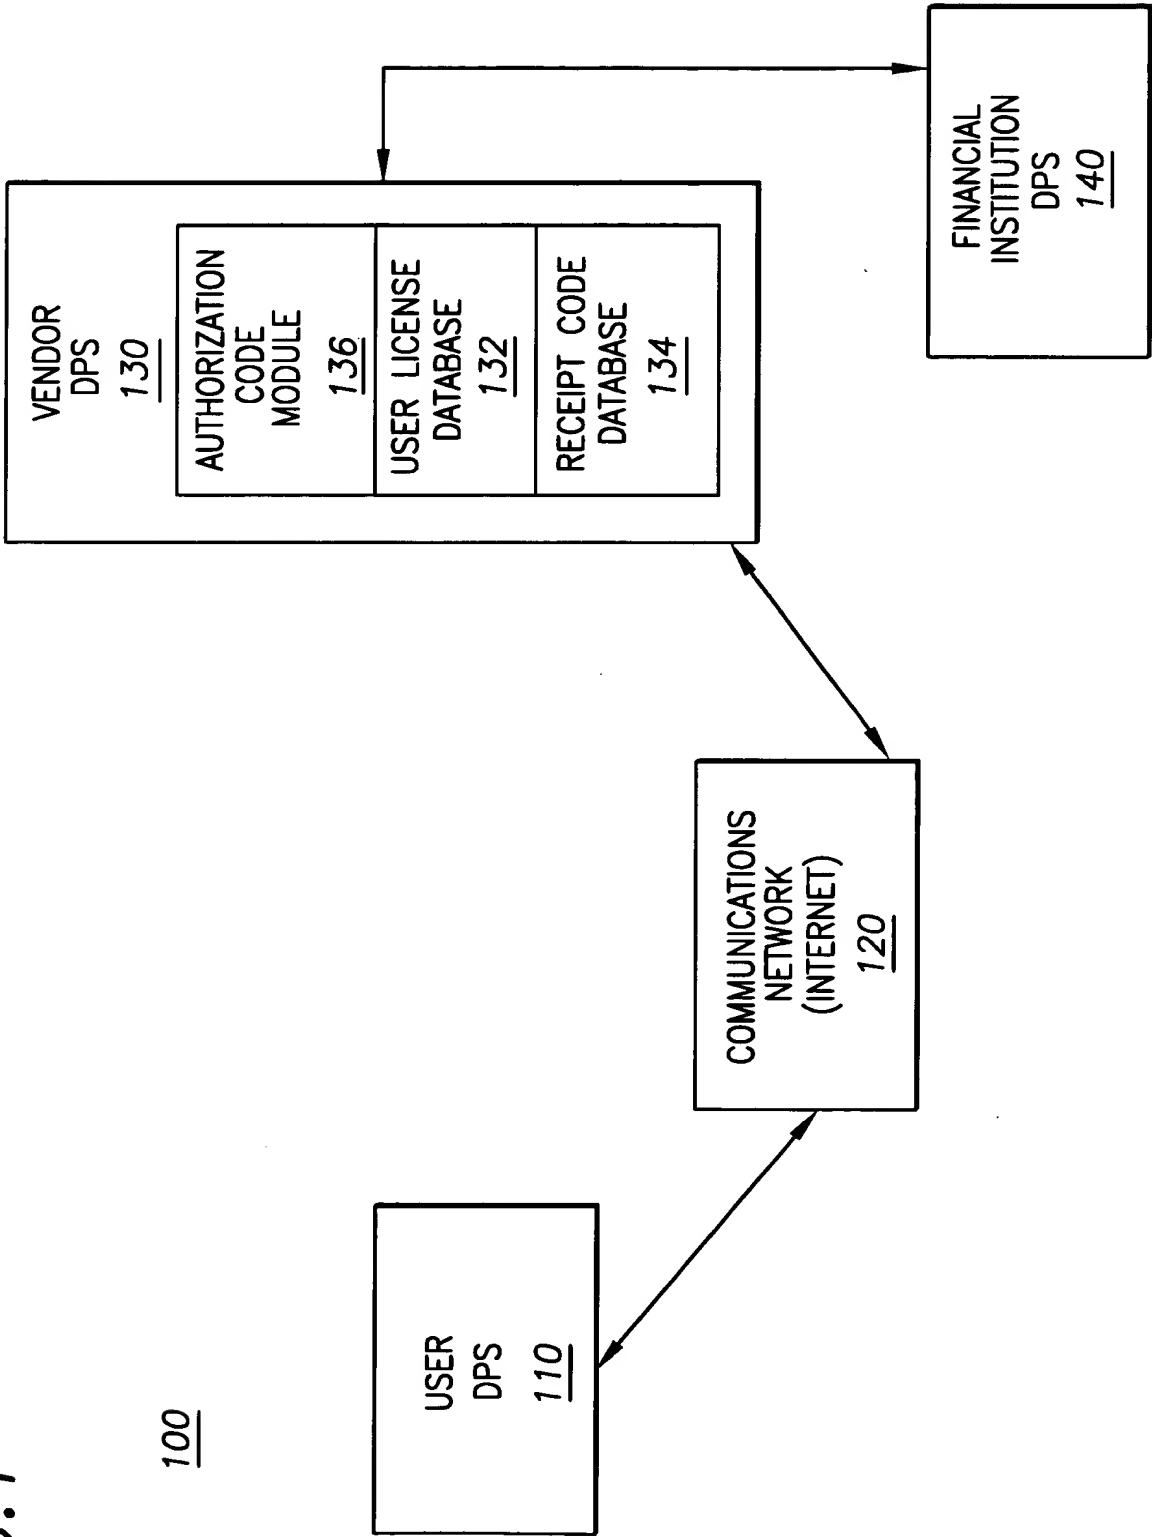 100
USER
DPS
110
COMMUNICATIONS
NETWORK
(INTERNET)
120
VENDOR
DPS
130
AUTHORIZATION
CODE
MODULE
136
USER LICENSE
DATABASE
132
RECEIPT CODE
DATABASE
134
FINANCIAL
INSTITUTION
DPS
140